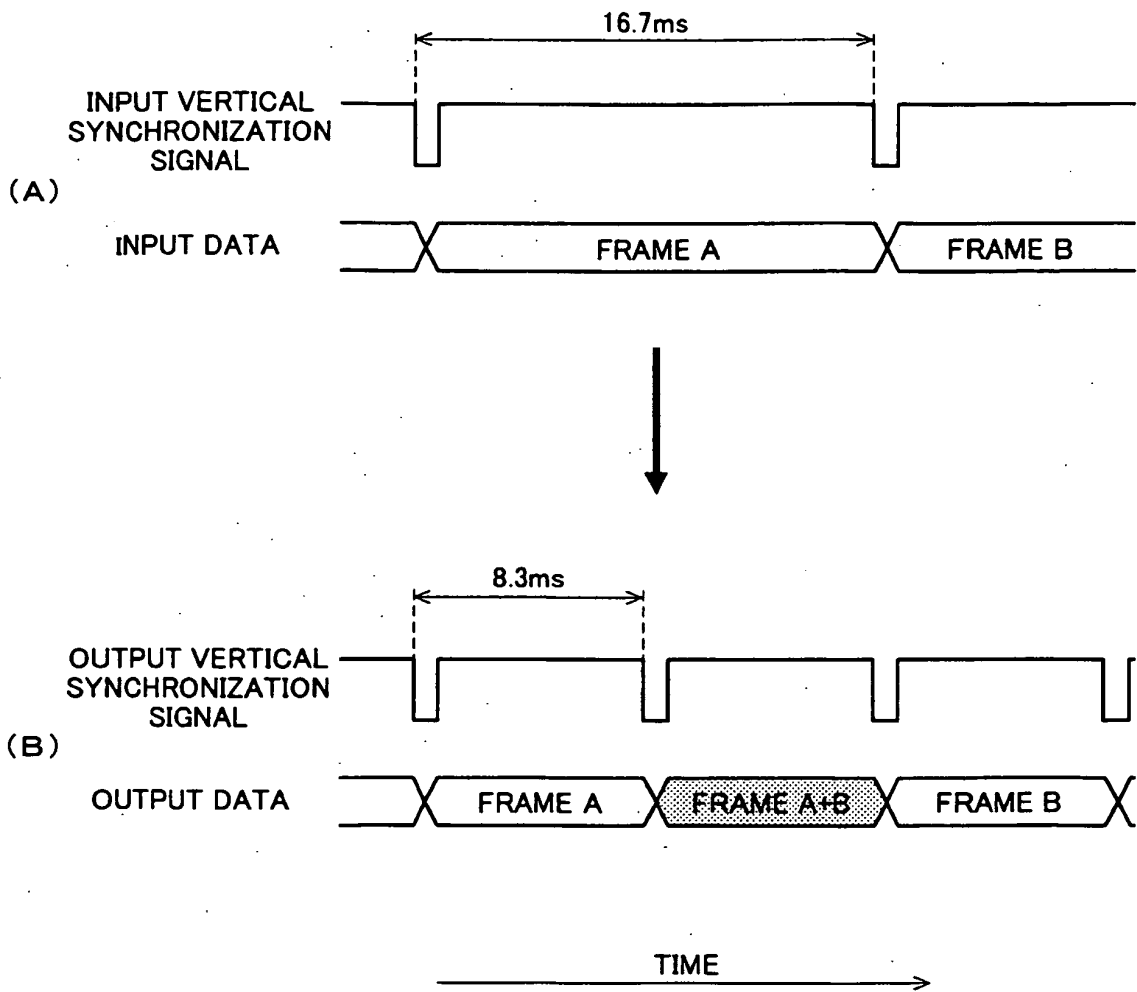 16.7ms
INPUT VERTICAL
SYNCHRONIZATION
SIGNAL
(A)
INPUT DATA
FRAME A
FRAME B
8.3ms
OUTPUT VERTICAL
SYNCHRONIZATION
SIGNAL
(B)
OUTPUT DATA
FRAME A
FRAME A+B
FRAME B
TIME